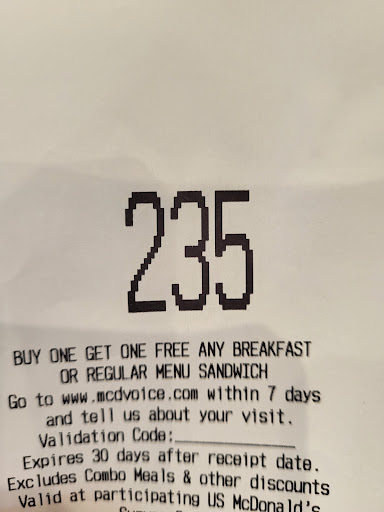 235
BUY ONE GET ONE FREE ANY BREAKFAST
OR REGULAR MENU SANDWICH
Go to www.mcdvoice.com within 7 days
and tell us about your visit.
Validation Code:_______________
Expires 30 days after receipt date.
Excludes Combo Meals & other discounts
Valid at participating US McDonald's